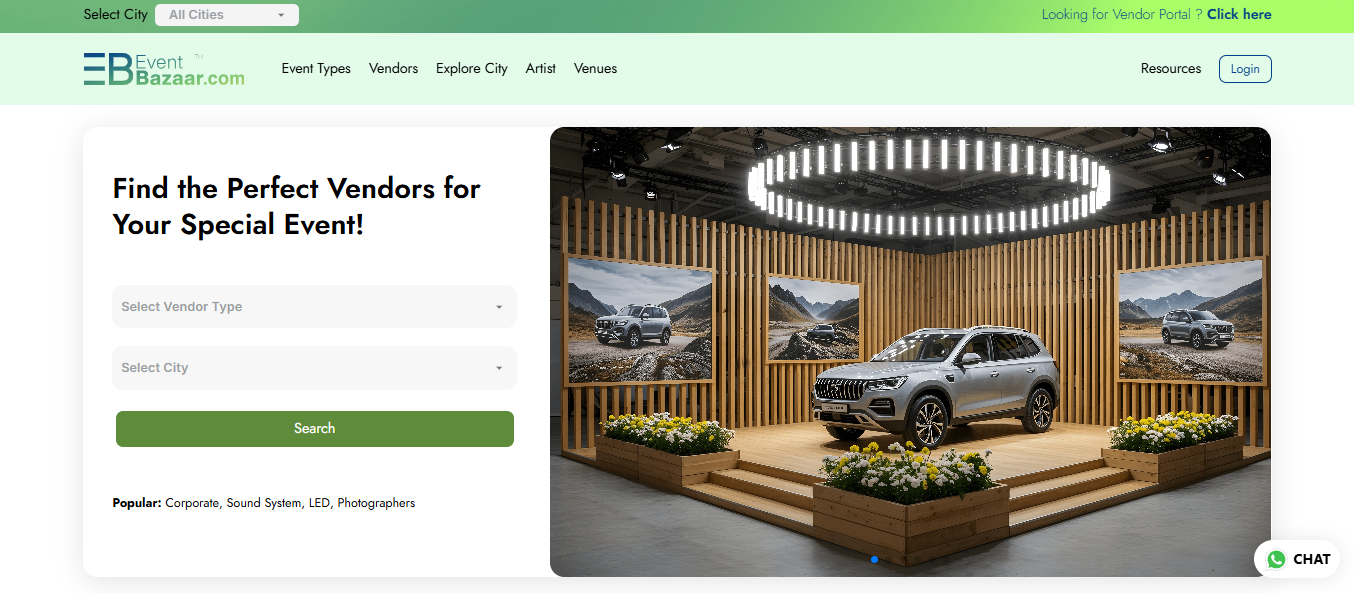 Select City
All Cities
Looking for Vendor Portal ? Click here
EB Event TM
Bazaar.com
Event Types
Vendors
Explore City
Artist
Venues
Resources
Login
Find the Perfect Vendors for
Your Special Event!
Select Vendor Type
Select City
Search
Popular: Corporate, Sound System, LED, Photographers
CHAT